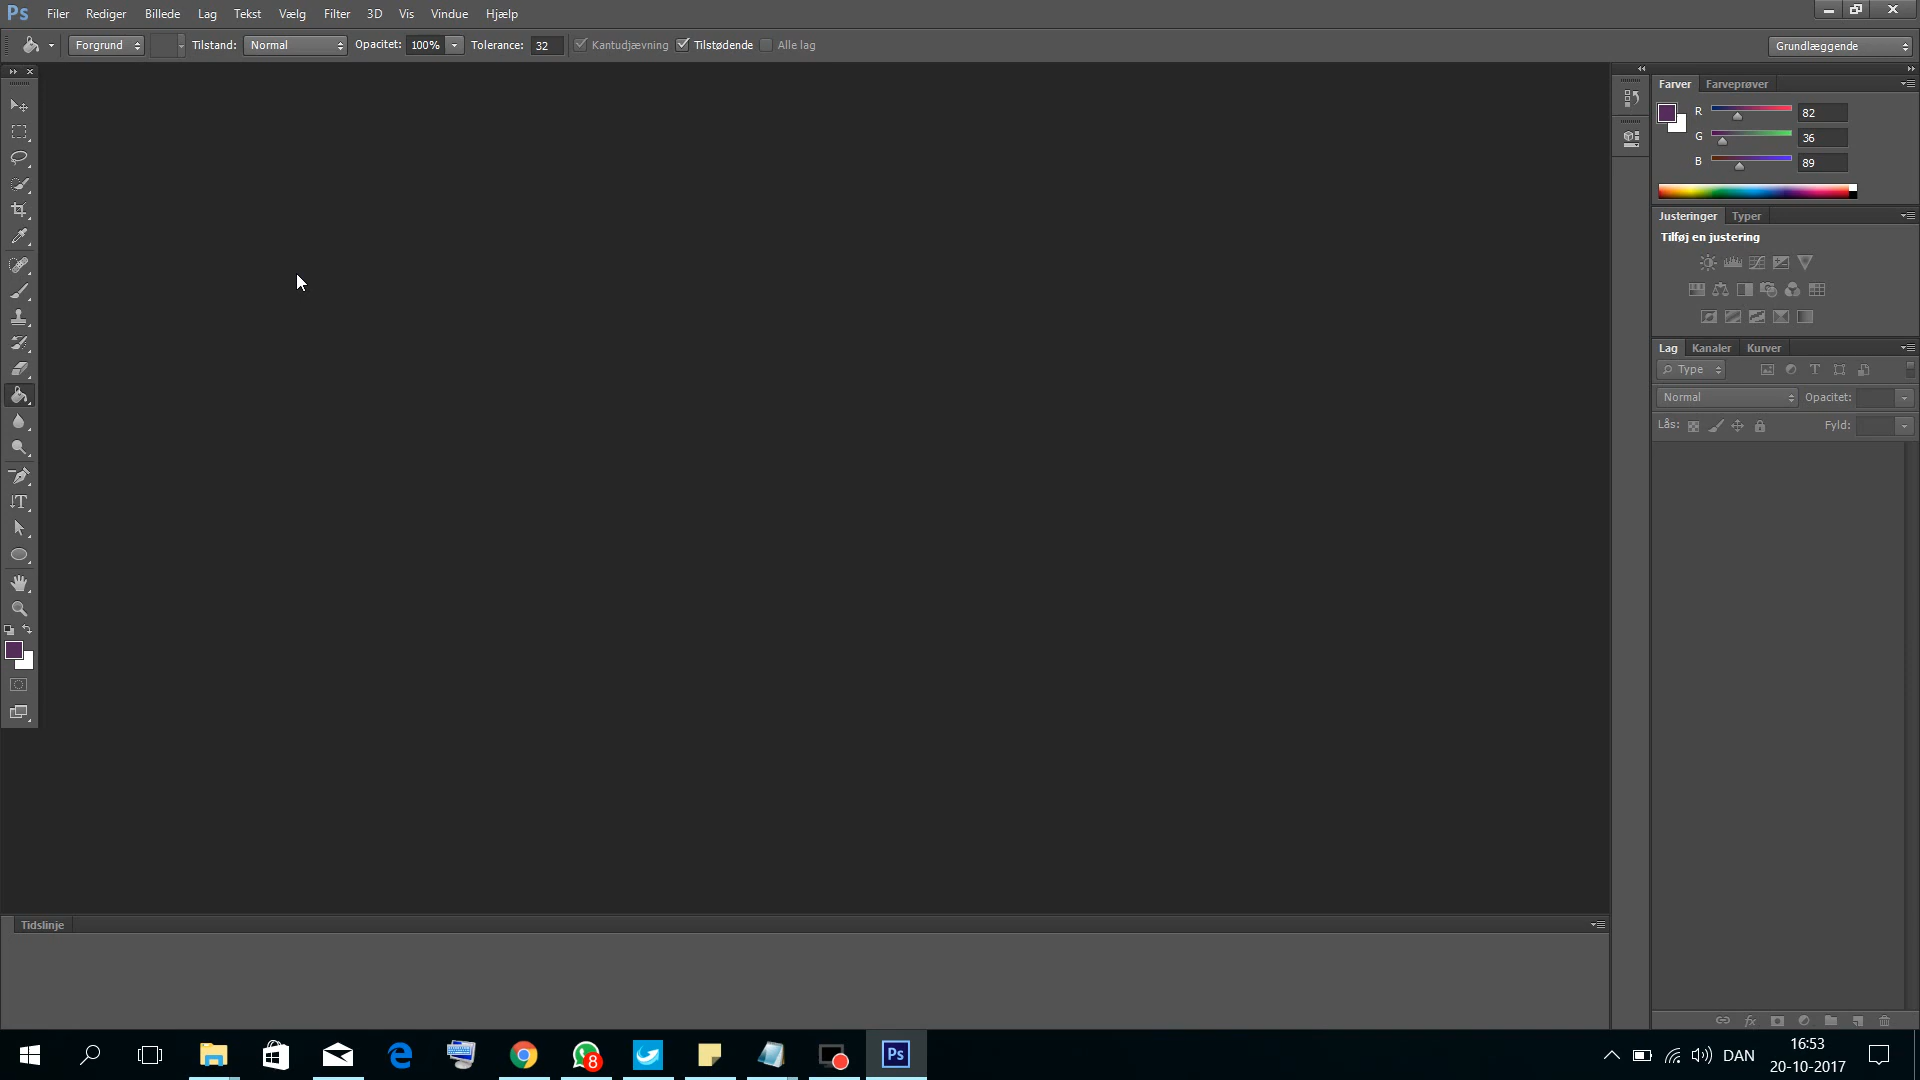 Ps Filer Rediger Billede Lag Tekst Vælg Filter 3D Vis Vindue Hjælp
Forgrund Tilstand: Normal Opacitet: 100% Tolerance: 32 Kantudjævning Tilstødende Alle lag Grundlæggende
Farver Farveprøver
R 82
G 36
B 89
Justeringer Typer
Tilføj en justering
Lag Kanaler Kurver
Type
Normal Opacitet:
Lås: Fyld:
Tidslinje
8 Ps DAN 16:53
20-10-2017